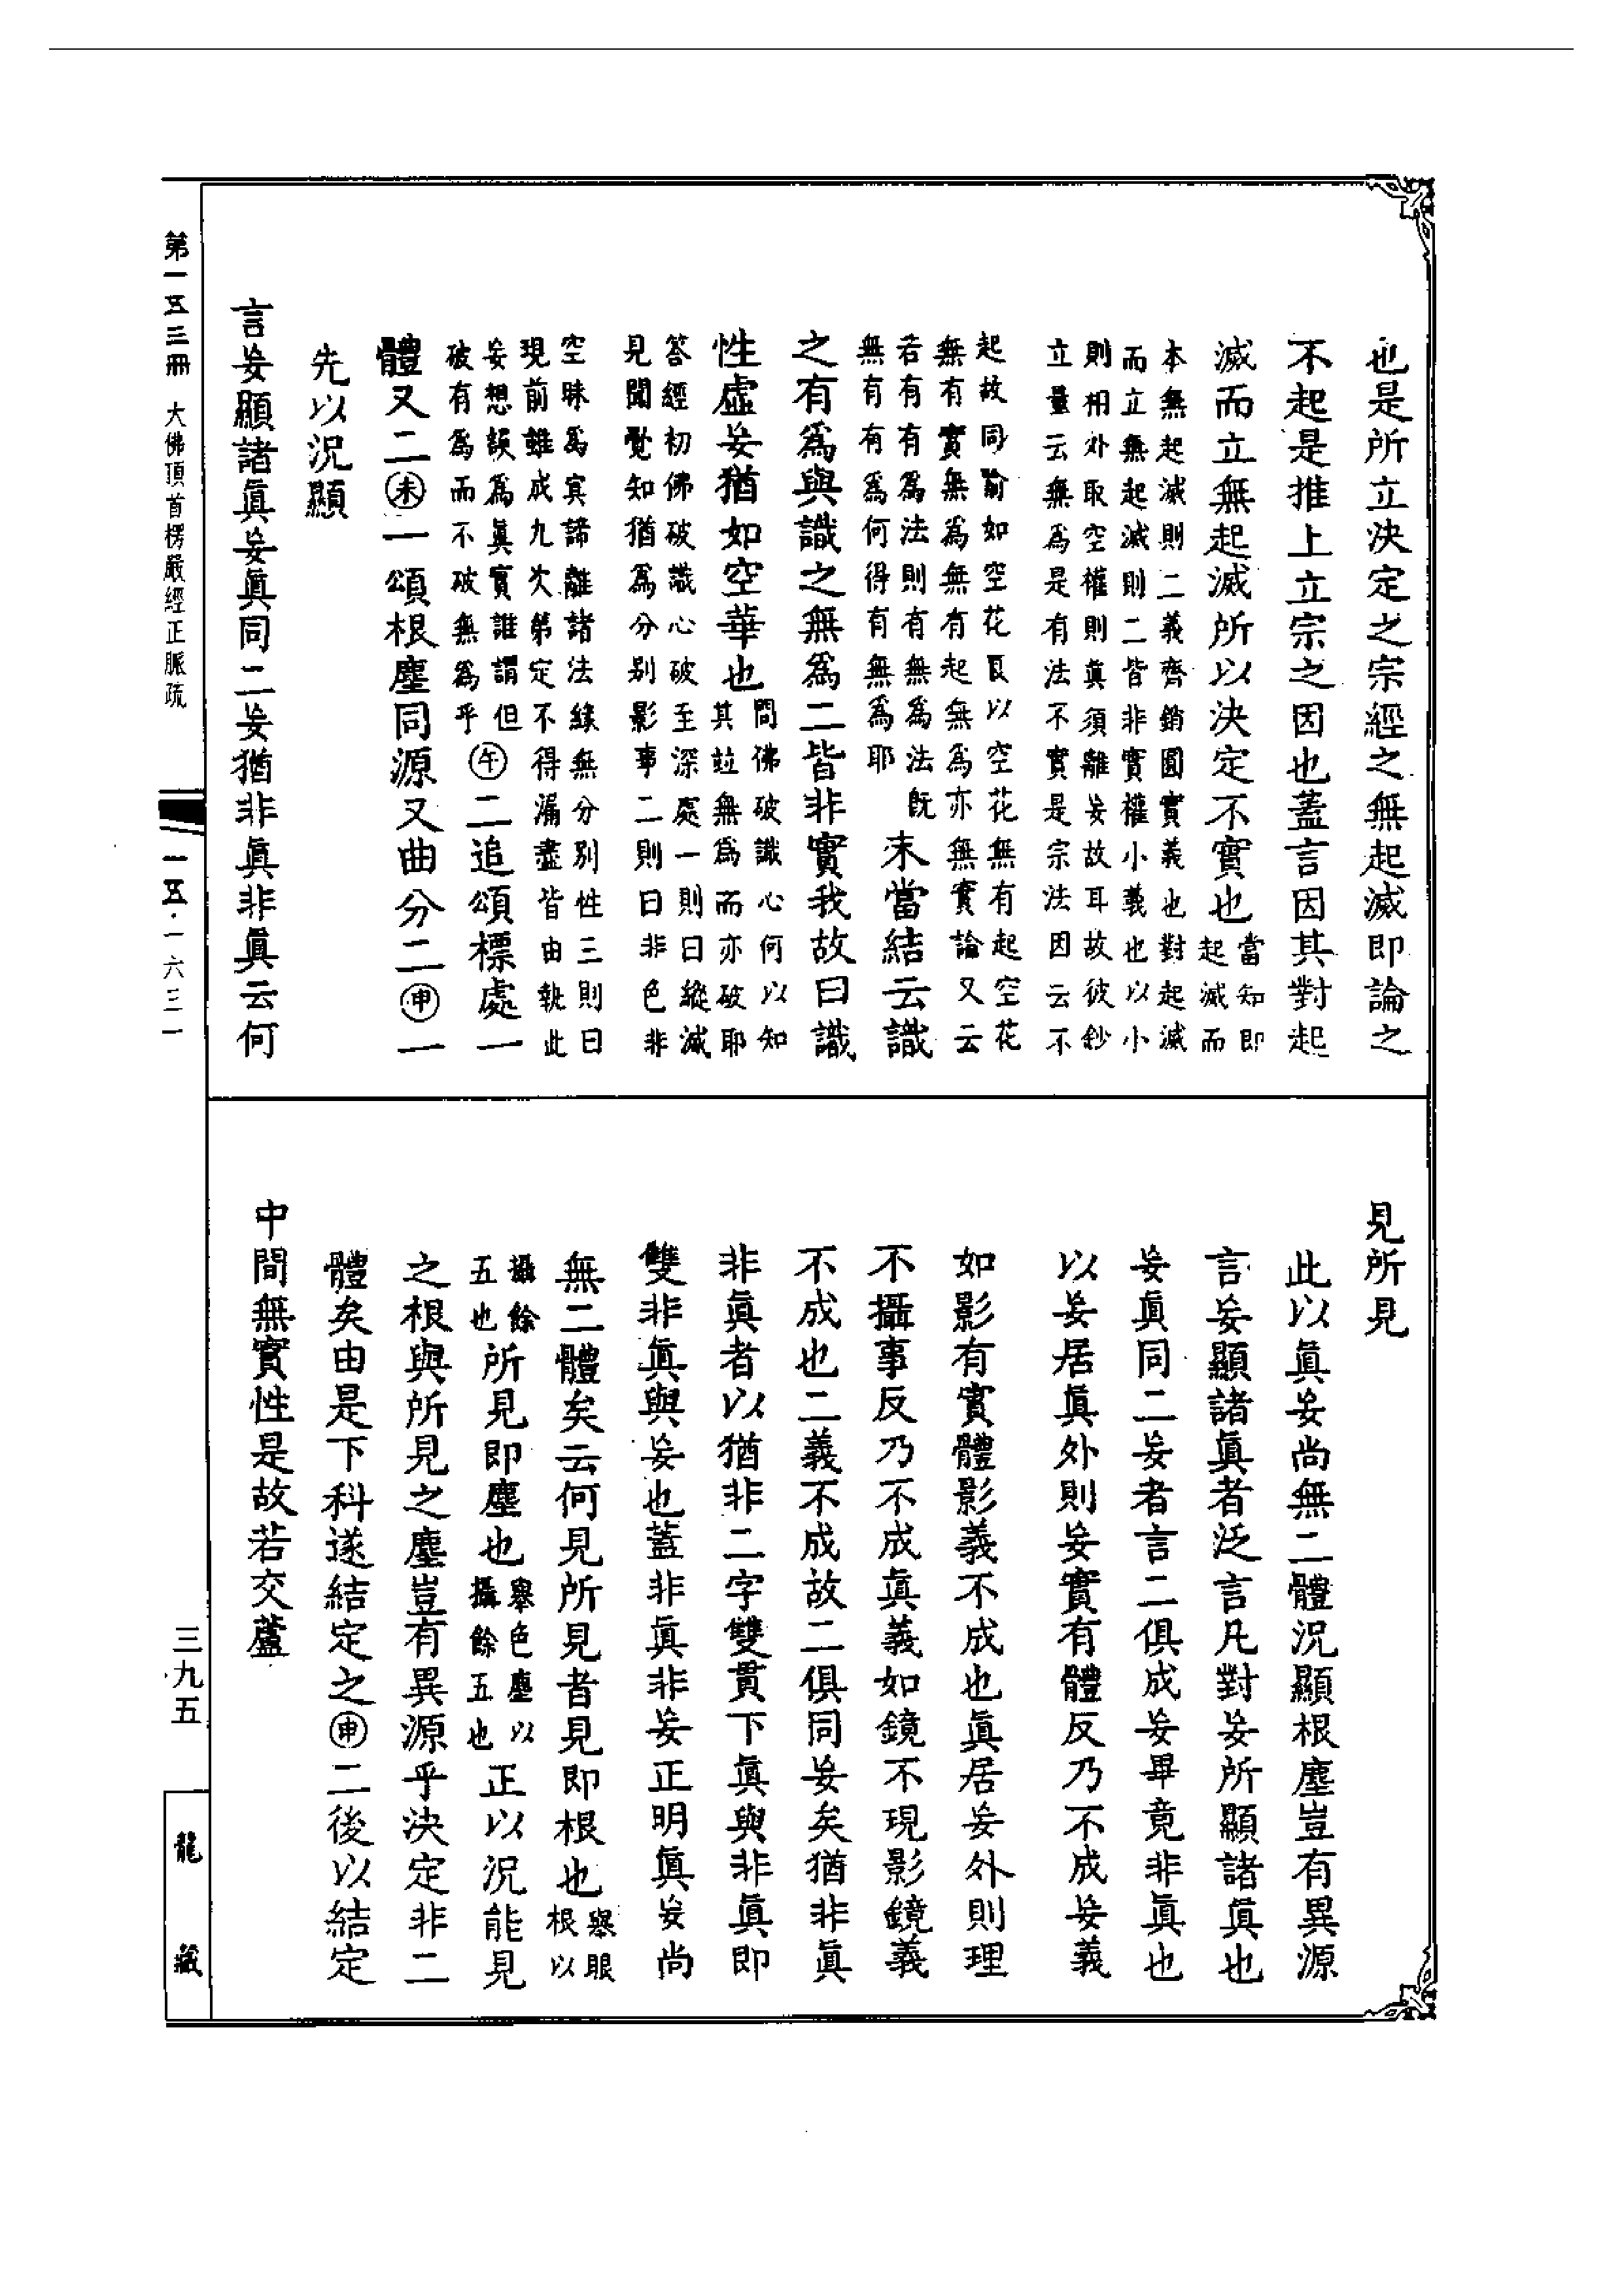 也是所立決定之宗經之無起滅即論之
不起是推上立宗之因也蓋言因其對起
滅而立無起滅所以決定不實也當知即
起滅而
本無起滅則二義齊銷圓實義也對起滅
而立無起滅則二皆非實權小義也以小
則相外取空權則眞須離妄故耳故彼鈔
立量云無爲是有法不實是宗法因云不
起故同喻如空花良以空花無有起空花
無有實無爲無有起無爲亦無實論又云
若有有爲法則有無爲法既
無有有爲何得有無爲耶
末當結云識
之有爲與識之無爲二皆非實我故曰識
性虛妄猶如空華也問佛破識心何以知
其竝無爲而亦破耶
答經初佛破識心破至深處一則曰縱滅
見聞覺知猶爲分別影事二則曰非色非
空昧爲冥諦離諸法緣無分別性三則曰
現前雖成九次第定不得漏盡皆由執此
妄想誤爲眞實誰謂但
破有爲而不破無爲乎
午二追頌標處一
體又二未一頌根塵同源又曲分二申一
先以況顯
言妄顯諸眞妄眞同二妄猶非眞非眞云何
見所見
此以眞妄尚無二體況顯根塵豈有異源
言妄顯諸眞者泛言凡對妄所顯諸眞也
妄眞同二妄者言二俱成妄畢竟非眞也
以妄居眞外則妄實有體反乃不成妄義
如影有實體影義不成也眞居妄外則理
不攝事反乃不成眞義如鏡不現影鏡義
不成也二義不成故二俱同妄矣猶非眞
非眞者以猶非二字雙貫下眞與非眞即
雙非眞與妄也蓋非眞非妄正明眞妄尚
無二體矣云何見所見者見即根也舉眼
根以
攝餘
五也
所見即塵也舉色塵以
攝餘五也
正以況能見
之根與所見之塵豈有異源乎決定非二
體矣由是下科遂結定之申二後以結定
中間無實性是故若交蘆
第一五三冊 大佛頂首楞嚴經正脈疏
一五·一六三一
三九五
龍藏